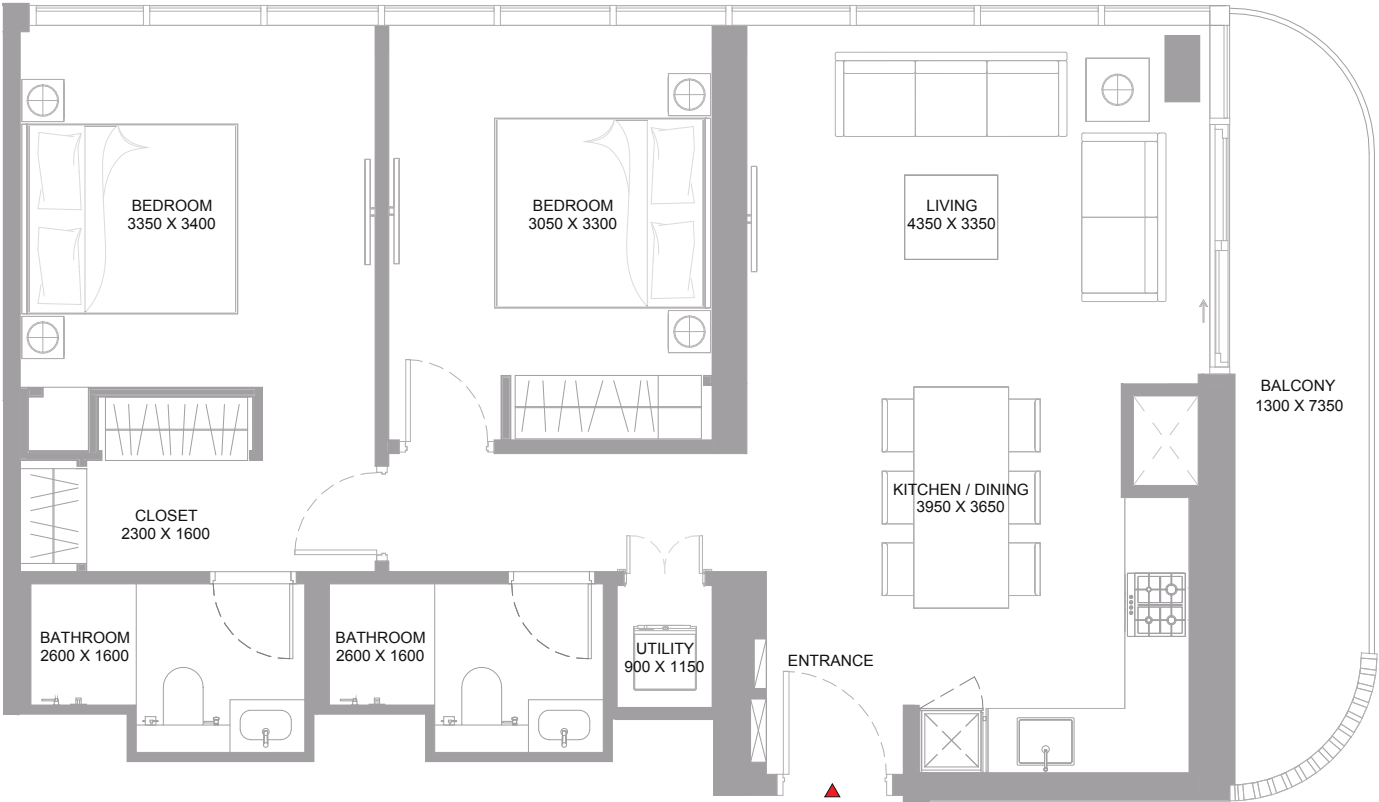 BEDROOM
3350 X 3400
BEDROOM
3050 X 3300
LIVING
4350 X 3350
BALCONY
1300 X 7350
KITCHEN / DINING
3950 X 3650
CLOSET
2300 X 1600
BATHROOM
2600 X 1600
BATHROOM
2600 X 1600
UTILITY
900 X 1150
ENTRANCE